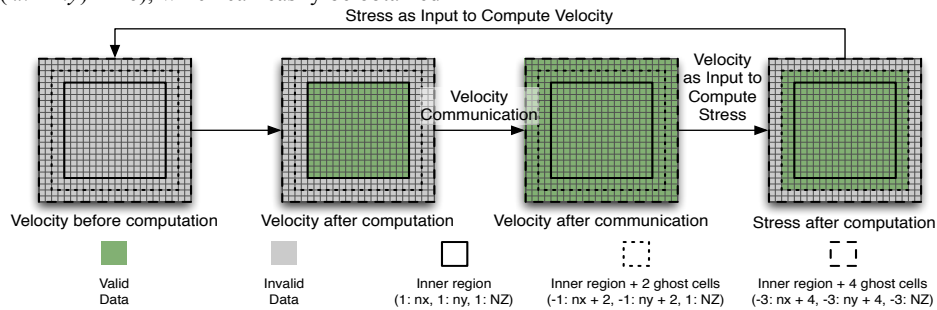 Stress as Input to Compute Velocity
Velocity
Communication
Velocity
as Input to
Compute
Stress
Velocity before computation
Velocity after computation
Velocity after communication
Stress after computation
Valid
Data
Invalid
Data
Inner region
(1: nx, 1: ny, 1: NZ)
Inner region + 2 ghost cells
(-1: nx + 2, -1: ny + 2, 1: NZ)
Inner region + 4 ghost cells
(-3: nx + 4, -3: ny + 4, -3: NZ)